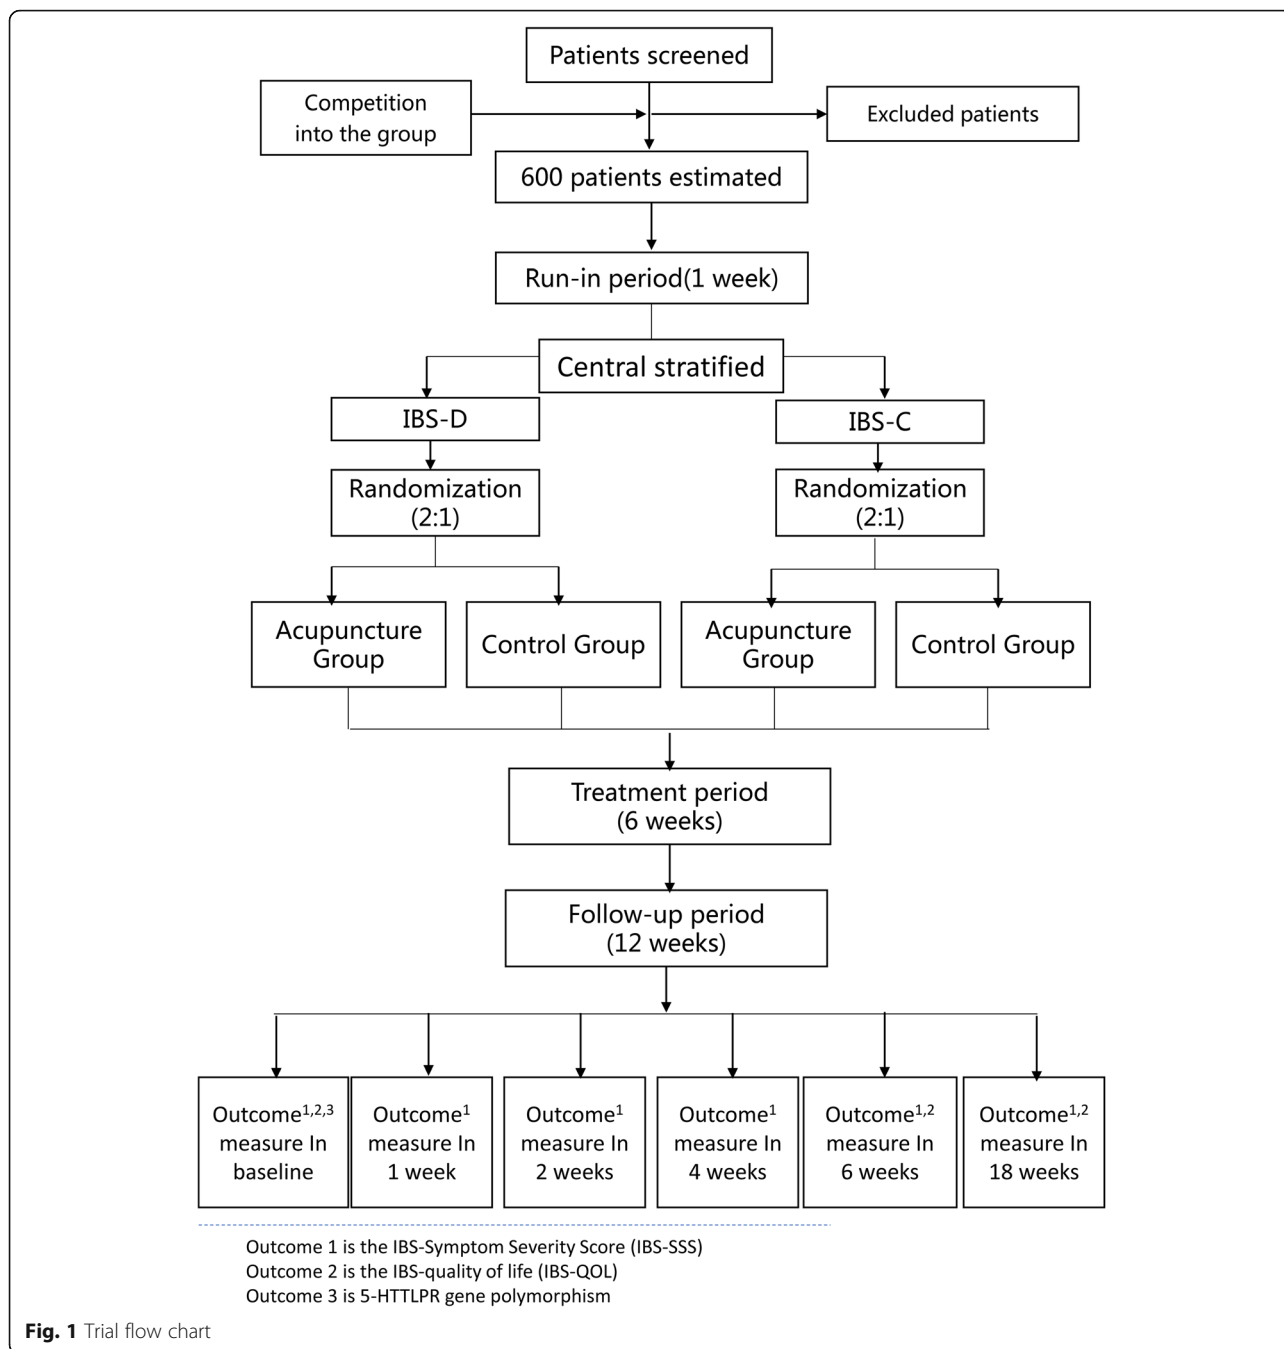 Patients screened
Competition
into the group
Excluded patients
600 patients estimated
Run-in period(1 week)
Central stratified
IBS-D
IBS-C
Randomization
(2:1)
Randomization
(2:1)
Acupuncture
Group
Control Group
Acupuncture
Group
Control Group
Treatment period
(6 weeks)
Follow-up period
(12 weeks)
Outcome1,2,3
measure In
baseline
Outcome1
measure In
1 week
Outcome1
measure In
2 weeks
Outcome1
measure In
4 weeks
Outcome1,2
measure In
6 weeks
Outcome1,2
measure In
18 weeks
Outcome 1 is the IBS-Symptom Severity Score (IBS-SSS)
Outcome 2 is the IBS-quality of life (IBS-QOL)
Outcome 3 is 5-HTTLPR gene polymorphism
Fig. 1 Trial flow chart